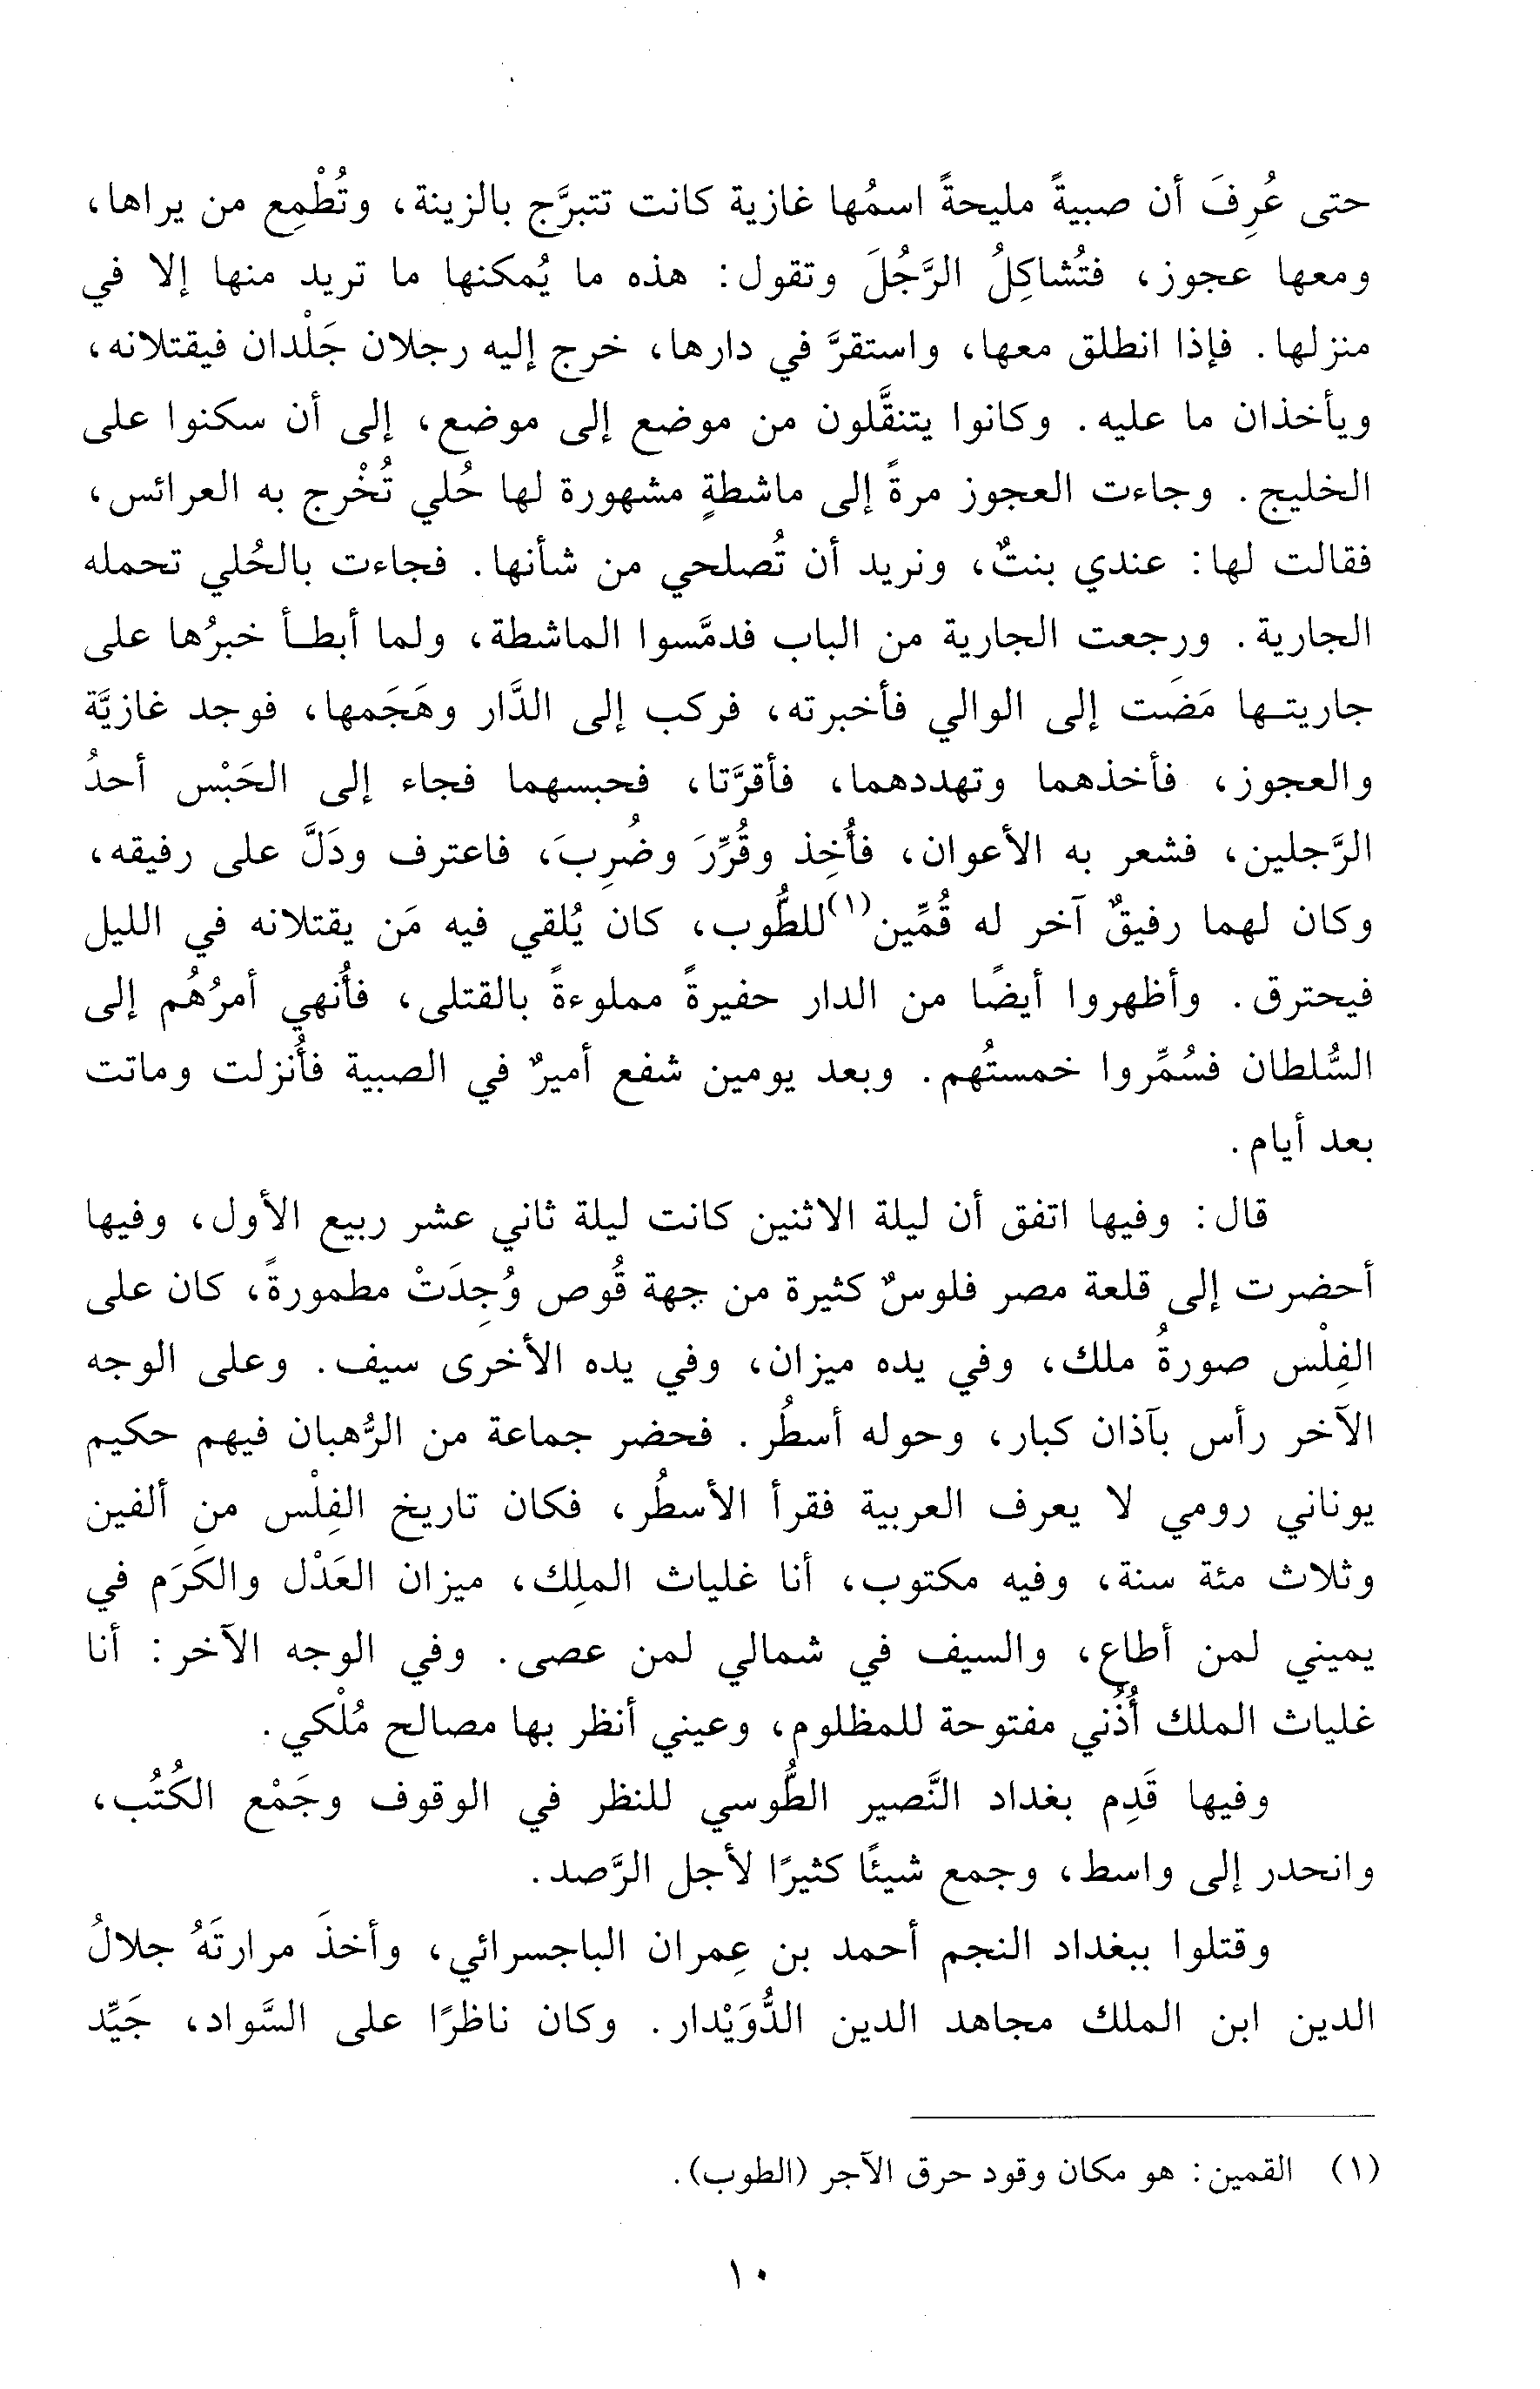 حتى عُرِفَ أن صبيةً مليحةً اسمُها غازية كانت تتبرَّج بالزينة، وتُطْمِع من يراها،
ومعها عجوز، فتُشاكِلُ الرَّجُلَ وتقول: هذه ما يُمكنها ما تريد منها إلا في
منزلها. فإذا انطلق معها، واستقرَّ في دارها، خرج إليه رجلان جَلْدان فيقتلانه،
ويأخذان ما عليه. وكانوا يتنقَّلون من موضع إلى موضع، إلى أن سكنوا على
الخليج. وجاءت العجوز مرةً إلى ماشطةٍ مشهورة لها حُلي تُخْرج به العرائس،
فقالت لها: عندي بنتٌ، ونريد أن تُصلحي من شأنها. فجاءت بالحُلي تحمله
الجارية. ورجعت الجارية من الباب فدمَّسوا الماشطة، ولما أبطأ خبرُها على
جاريتها مَضَت إلى الوالي فأخبرته، فركب إلى الدَّار وهَجَمها، فوجد غازيَّة
والعجوز، فأخذهما وتهددهما، فأقرَّتا، فحبسهما فجاء إلى الحَبْس أحدُ
الرَّجلين، فشعر به الأعوان، فأُخِذ وقُرِّرَ وضُرِبَ، فاعترف ودَلَّ على رفيقه،
وكان لهما رفيقٌ آخر له قُمِّين(١) للطُّوب، كان يُلقي فيه مَن يقتلانه في الليل
فيحترق. وأظهروا أيضًا من الدار حفيرةً مملوءةً بالقتلى، فأُنهي أمرُهُم إلى
السُّلطان فسُمِّروا خمستُهم. وبعد يومين شفع أميرٌ في الصبية فأُنزلت وماتت
بعد أيام.
قال: وفيها اتفق أن ليلة الاثنين كانت ليلة ثاني عشر ربيع الأول، وفيها
أحضرت إلى قلعة مصر فلوسٌ كثيرة من جهة قُوص وُجِدَتْ مطمورةً، كان على
الفِلْس صورةُ ملك، وفي يده ميزان، وفي يده الأخرى سيف. وعلى الوجه
الآخر رأس بآذان كبار، وحوله أسطُر. فحضر جماعة من الرُّهبان فيهم حكيم
يوناني رومي لا يعرف العربية فقرأ الأسطُر، فكان تاريخ الفِلْس من ألفين
وثلاث مئة سنة، وفيه مكتوب، أنا غلياث الملِك، ميزان العَدْل والكَرَم في
يميني لمن أطاع، والسيف في شمالي لمن عصى. وفي الوجه الآخر: أنا
غلياث الملك أُذُني مفتوحة للمظلوم، وعيني أنظر بها مصالح مُلْكي.
وفيها قَدِم بغداد النَّصير الطُّوسي للنظر في الوقوف وجَمْع الكُتُب،
وانحدر إلى واسط، وجمع شيئًا كثيرًا لأجل الرَّصد.
وقتلوا ببغداد النجم أحمد بن عِمران الباجسرائي، وأخذَ مرارتَهُ جلالُ
الدين ابن الملك مجاهد الدين الدُّوَيْدار. وكان ناظرًا على السَّواد، جَيِّد
(١) القمين: هو مكان وقود حرق الآجر (الطوب).
١٠